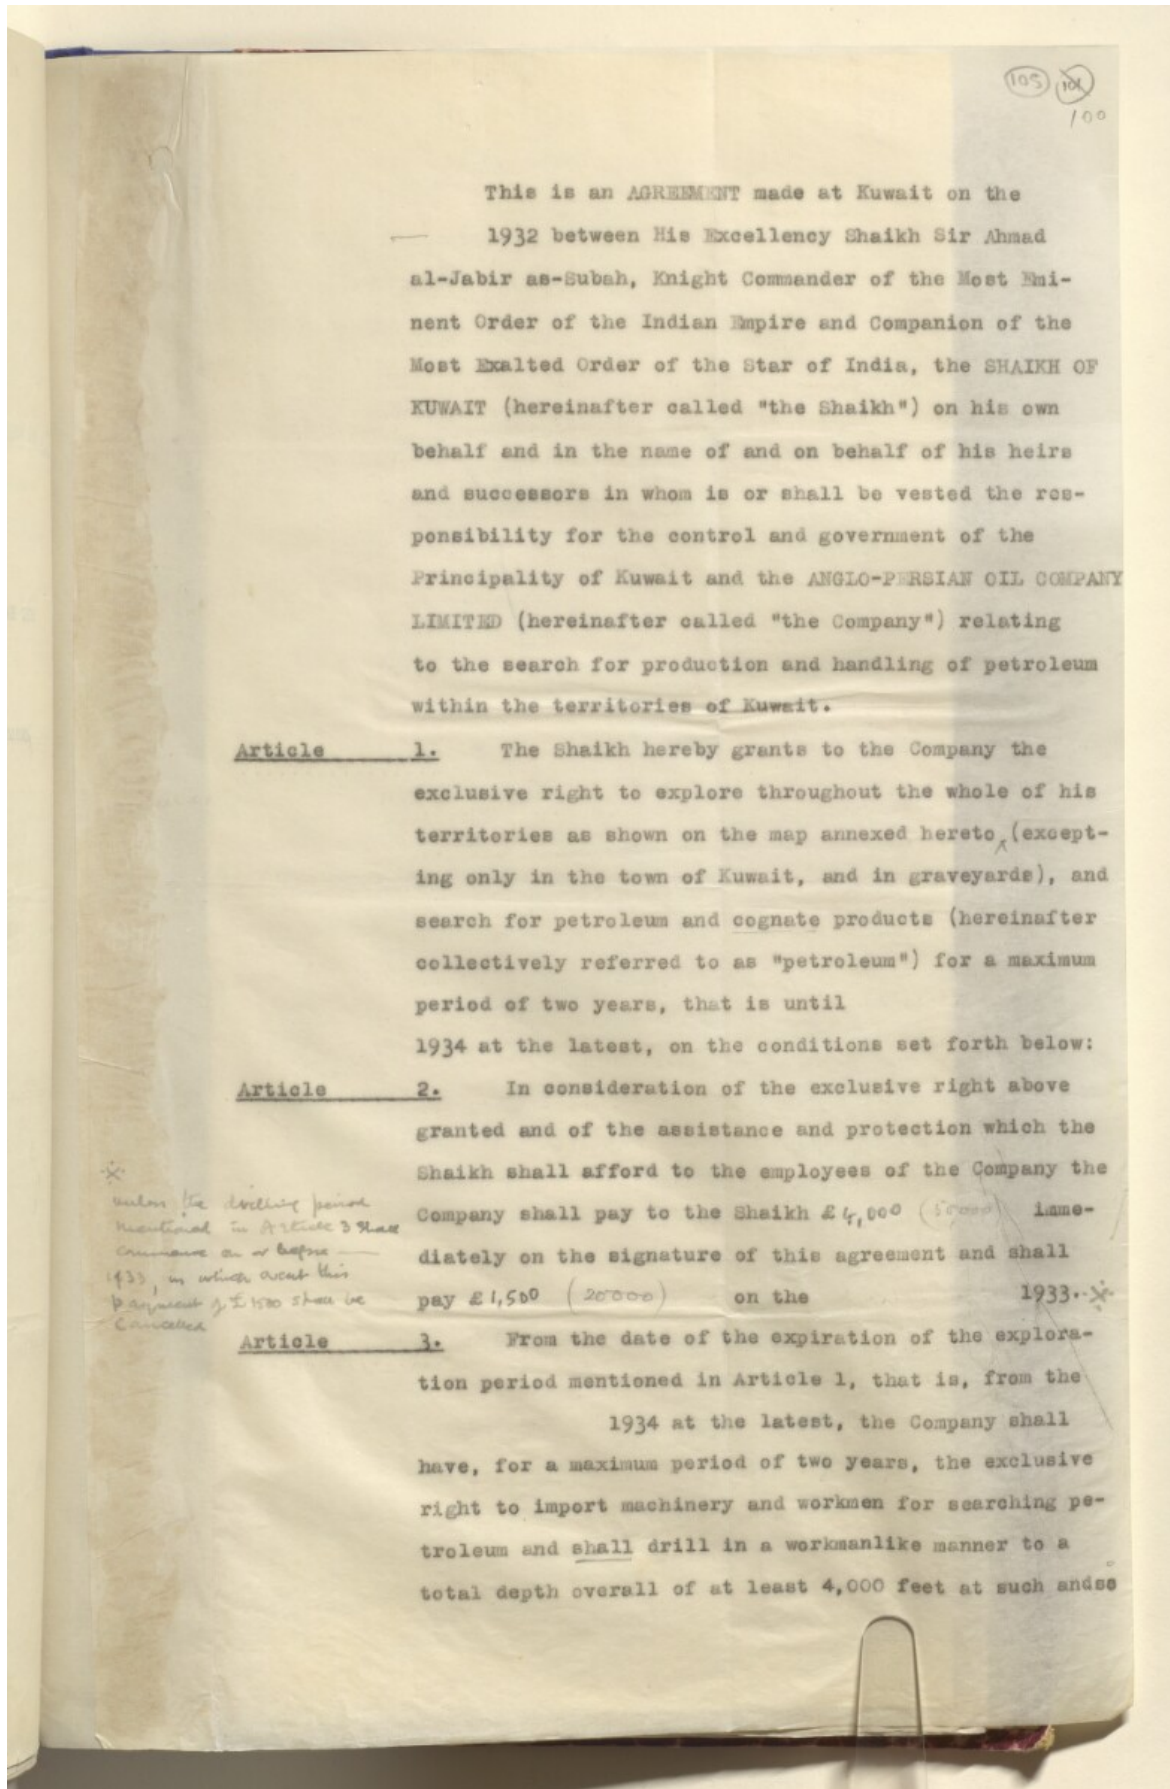 105 101
100
This is an AGREEMENT made at Kuwait on the
1932 between His Excellency Shaikh Sir Ahmad
al-Jabir as-Subah, Knight Commander of the Most Emi-
nent Order of the Indian Empire and Companion of the
Most Exalted Order of the Star of India, the SHAIKH OF
KUWAIT (hereinafter called "the Shaikh") on his own
behalf and in the name of and on behalf of his heirs
and successors in whom is or shall be vested the res-
ponsibility for the control and government of the
Principality of Kuwait and the ANGLO-PERSIAN OIL COMPANY
LIMITED (hereinafter called "the Company") relating
to the search for production and handling of petroleum
within the territories of Kuwait.
Article 1. The Shaikh hereby grants to the Company the
exclusive right to explore throughout the whole of his
territories as shown on the map annexed hereto (except-
ing only in the town of Kuwait, and in graveyards), and
search for petroleum and cognate products (hereinafter
collectively referred to as "petroleum") for a maximum
period of two years, that is until
1934 at the latest, on the conditions set forth below:
Article 2. In consideration of the exclusive right above
granted and of the assistance and protection which the
Shaikh shall afford to the employees of the Company the
Company shall pay to the Shaikh £4,000 (50000) imme-
diately on the signature of this agreement and shall
pay £1,500 (20000) on the 1933.※
※
unless the drilling period
mentioned in Article 3 shall
commence on or before —
1933, in which event this
payment of £1500 shall be
cancelled
Article 3. From the date of the expiration of the explora-
tion period mentioned in Article 1, that is, from the
1934 at the latest, the Company shall
have, for a maximum period of two years, the exclusive
right to import machinery and workmen for searching pe-
troleum and shall drill in a workmanlike manner to a
total depth overall of at least 4,000 feet at such andso